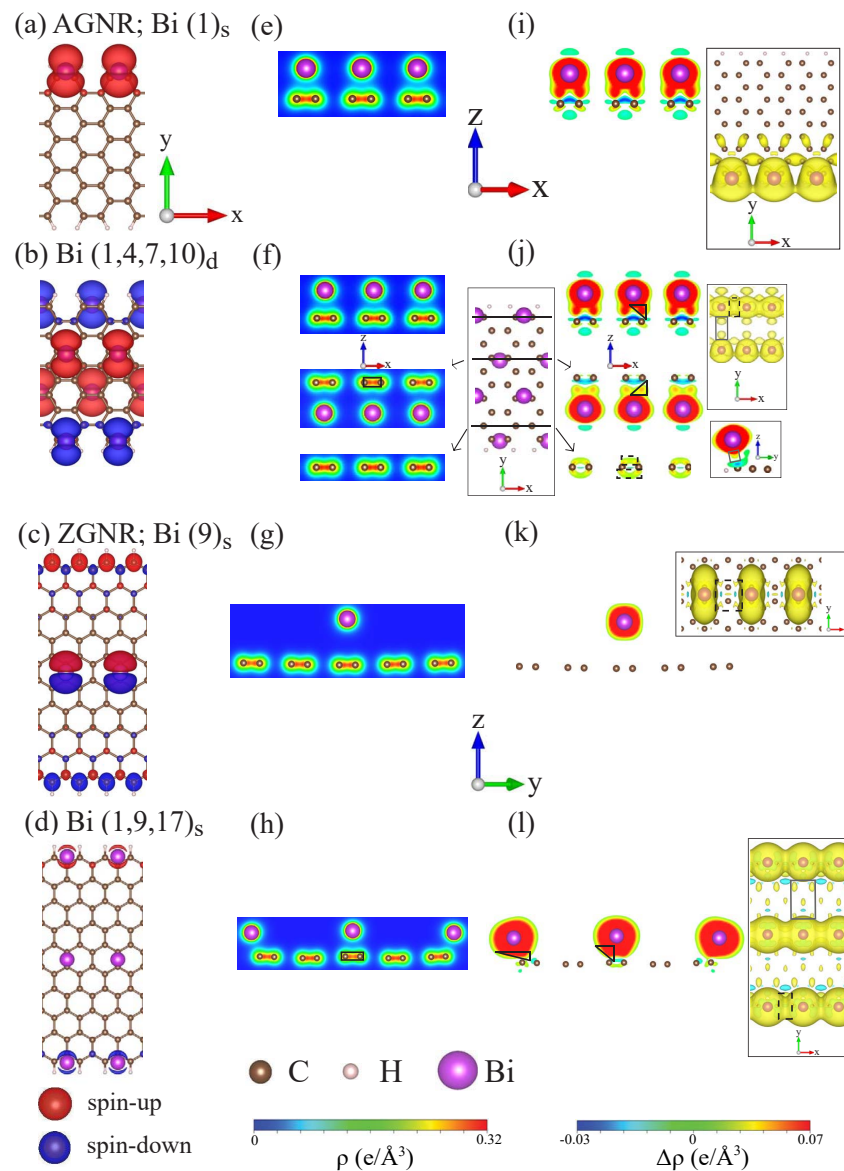 (a) AGNR; Bi (1)s
(e)
(i)
y
x
z
x
y
x
(b) Bi (1,4,7,10)d
(f)
(j)
z
x
y
x
z
x
y
x
z
y
(c) ZGNR; Bi (9)s
(g)
(k)
y
x
z
y
(d) Bi (1,9,17)s
(h)
(l)
y
x
C
H
Bi
spin-up
spin-down
0
0.32
ρ (e/Å³)
-0.03
0
0.07
Δρ (e/Å³)